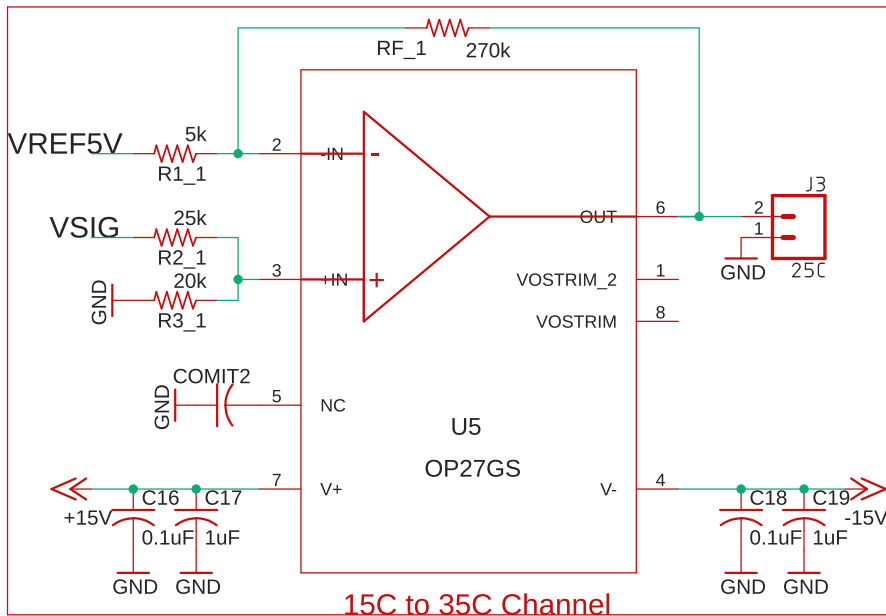 RF_1
270k
VREF5V
5k
R1_1
2
-IN
-
VSIG
25k
R2_1
20k
R3_1
GND
3
+IN
+
OUT
6
J3
2
1
GND
25C
VOSTRIM_2
1
VOSTRIM
8
COMIT2
GND
5
NC
U5
OP27GS
7
V+
V-
4
+15V
C16
0.1uF
C17
1uF
GND
GND
C18
0.1uF
C19
1uF
-15V
GND
GND
15C to 35C Channel